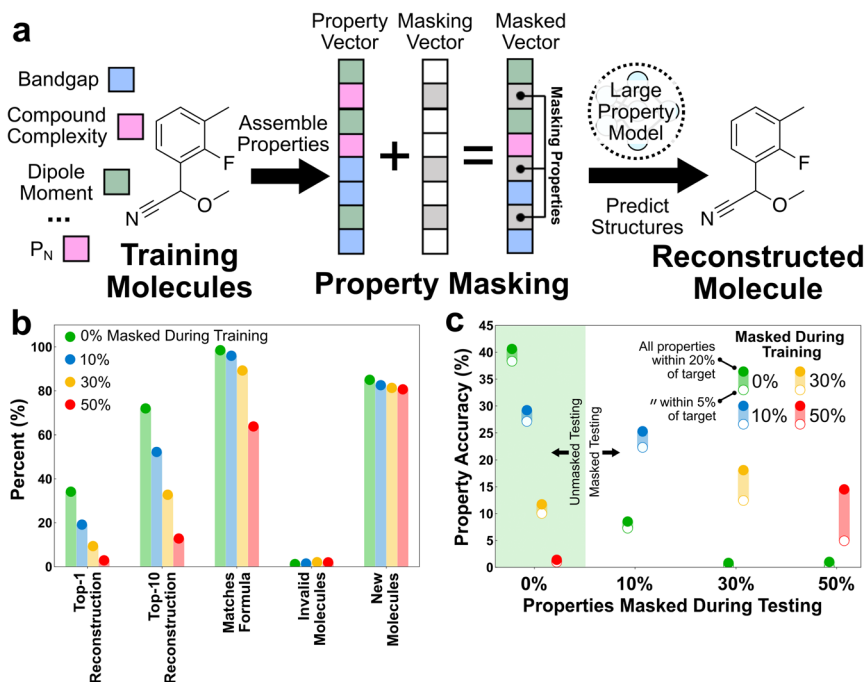 a
Bandgap
Compound
Complexity
Dipole
Moment
...
P_N
F
N
O
Training
Molecules
Assemble
Properties
Property
Vector
Masking
Vector
Masked
Vector
+
=
Masking Properties
Property Masking
Large
Property
Model
Predict
Structures
F
N
O
Reconstructed
Molecule
b
0% Masked During Training
10%
30%
50%
Percent (%)
100
80
60
40
20
0
Top-1
Reconstruction
Top-10
Reconstruction
Matches
Formula
Invalid
Molecules
New
Molecules
c
Property Accuracy (%)
45
40
35
30
25
20
15
10
5
0
All properties
within 20%
of target
" within 5%
of target
Masked During
Training
0%
30%
10%
50%
Unmasked Testing
Masked Testing
0%
10%
30%
50%
Properties Masked During Testing